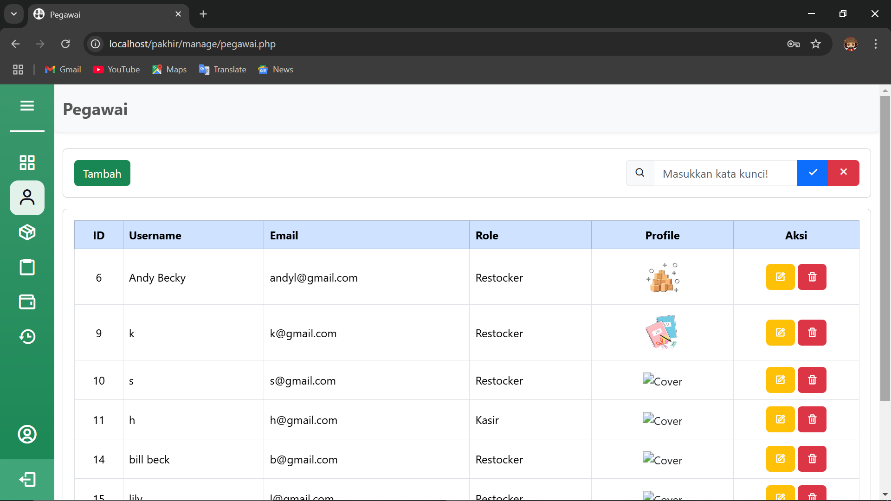 Pegawai
localhost/pakhir/manage/pegawai.php
Gmail YouTube Maps Translate News
Pegawai
Tambah Masukkan kata kunci!
ID Username Email Role Profile Aksi
6 Andy Becky andyl@gmail.com Restocker
9 k k@gmail.com Restocker
10 s s@gmail.com Restocker Cover
11 h h@gmail.com Kasir Cover
14 bill beck b@gmail.com Restocker Cover
15 lily l@gmail.com Restocker Cover